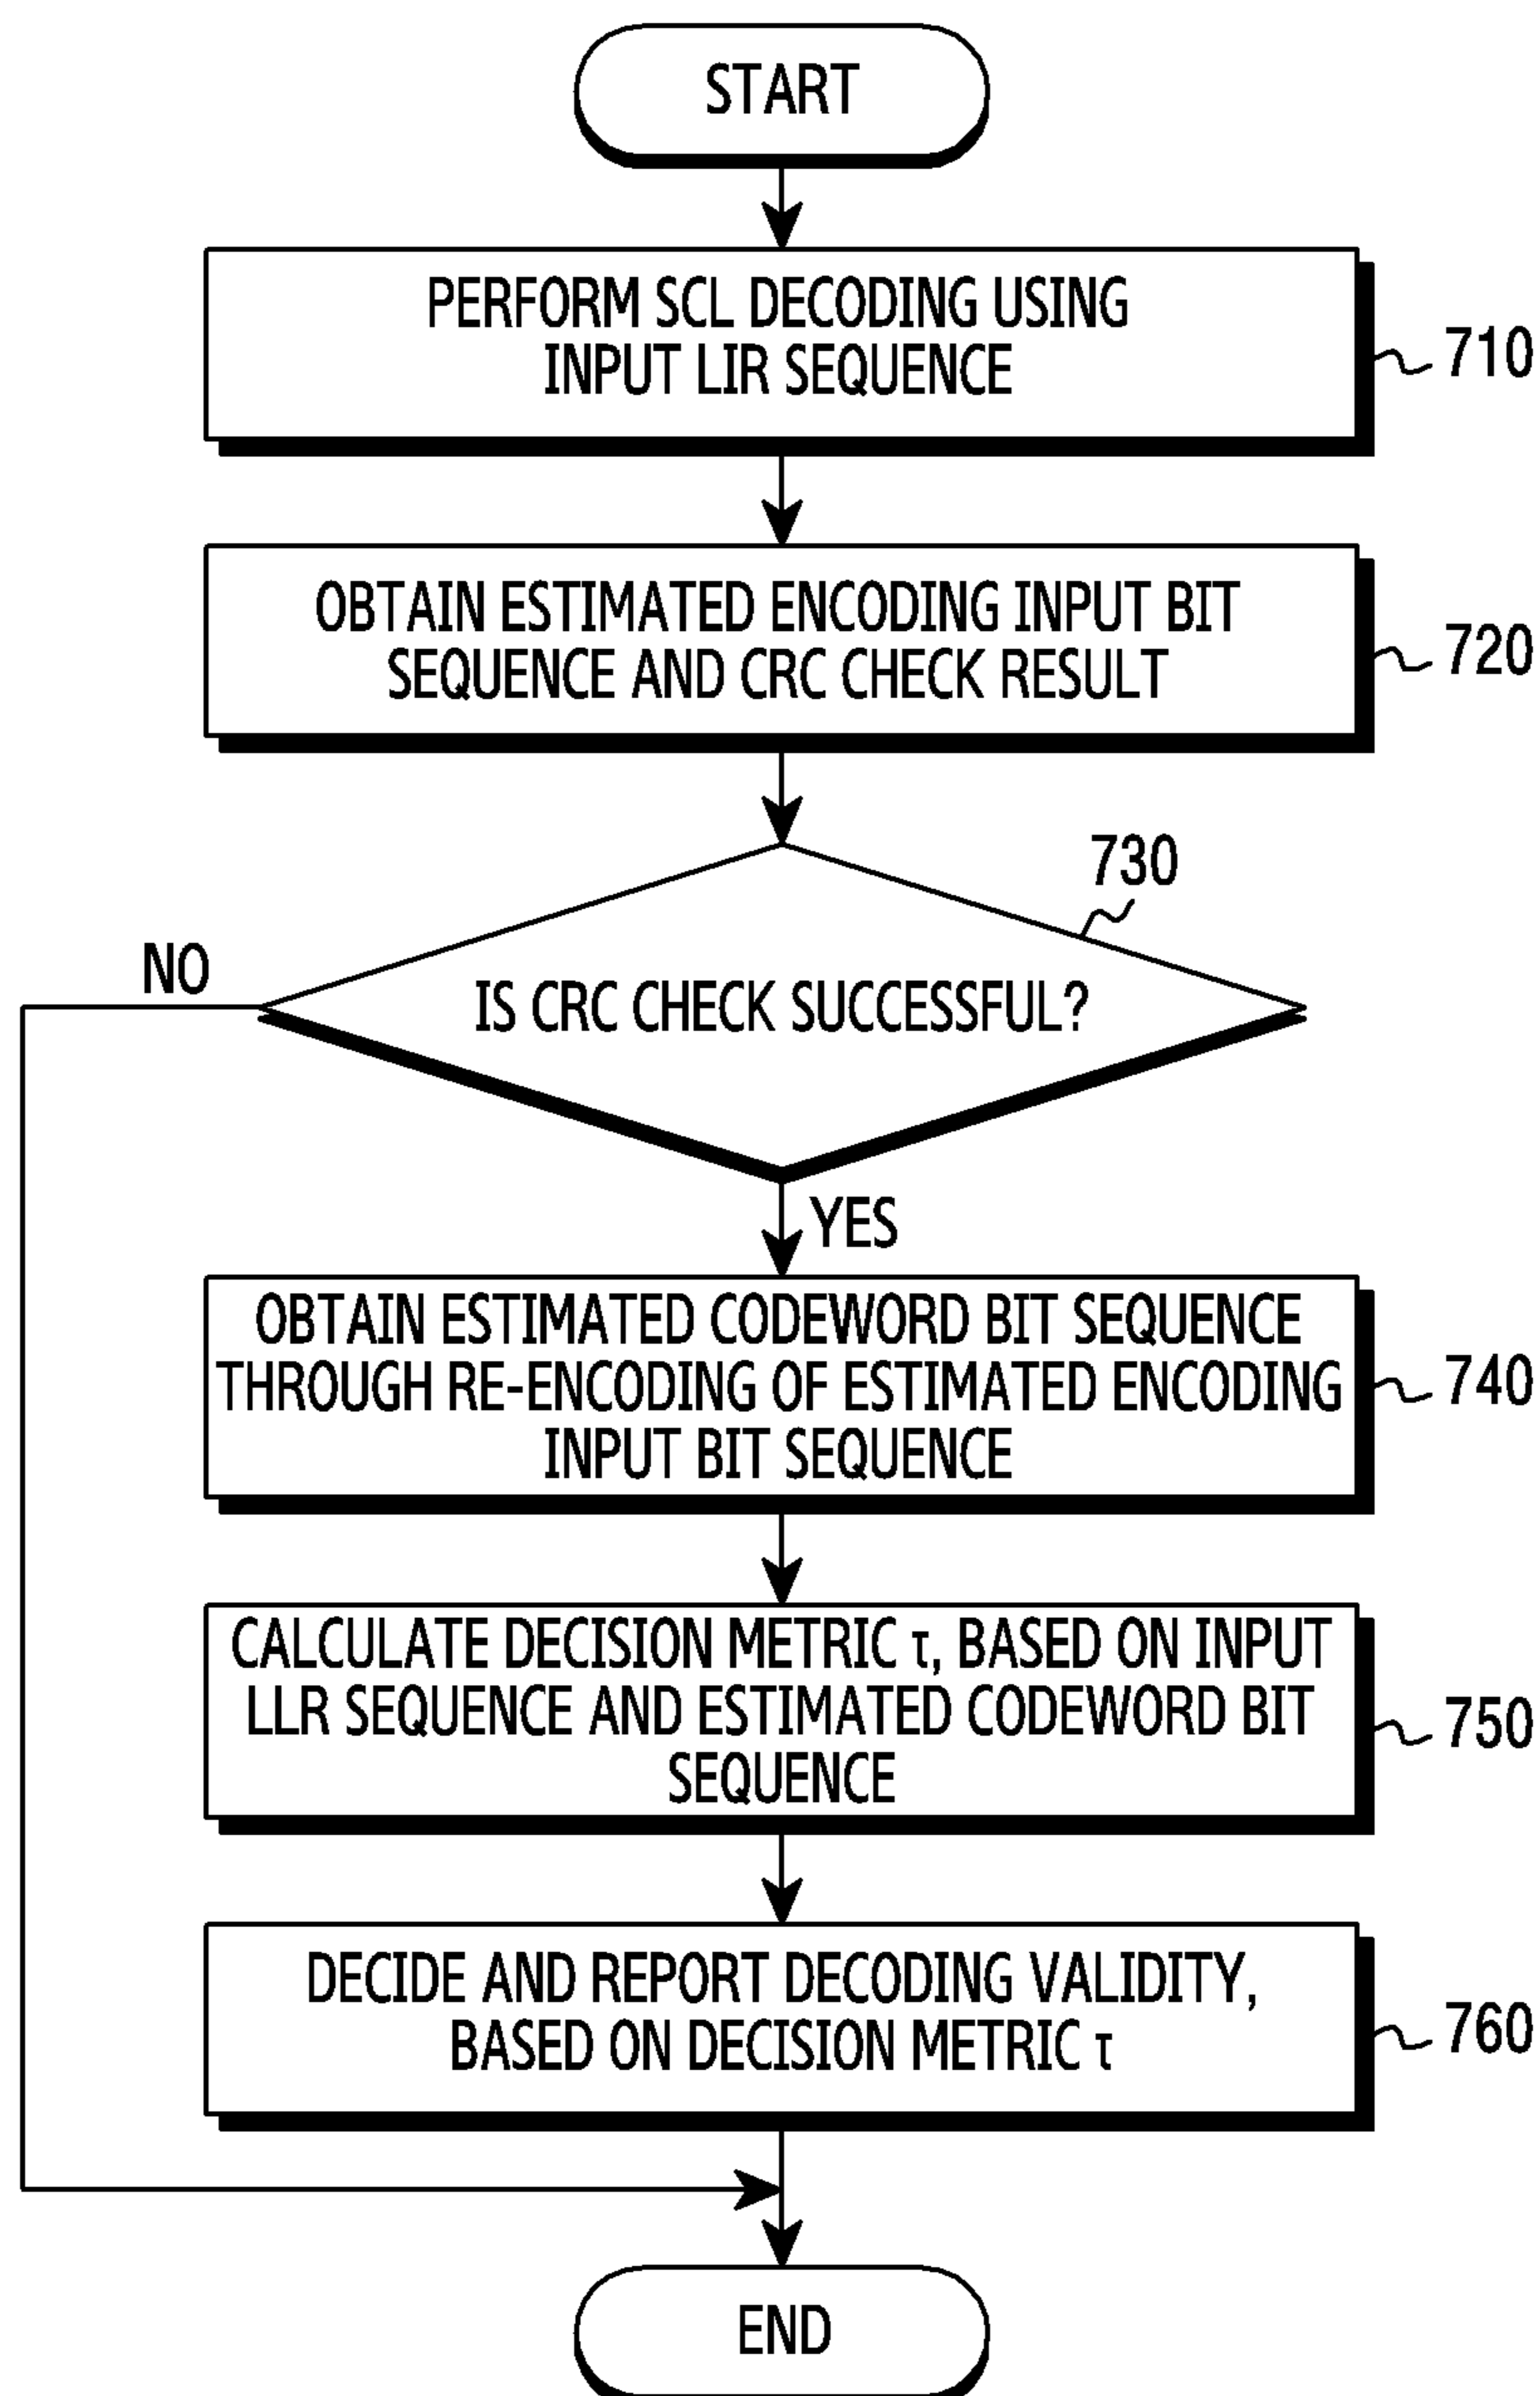 START
PERFORM SCL DECODING USING
INPUT LIR SEQUENCE
710
OBTAIN ESTIMATED ENCODING INPUT BIT
SEQUENCE AND CRC CHECK RESULT
720
730
NO
IS CRC CHECK SUCCESSFUL?
YES
OBTAIN ESTIMATED CODEWORD BIT SEQUENCE
THROUGH RE-ENCODING OF ESTIMATED ENCODING
INPUT BIT SEQUENCE
740
CALCULATE DECISION METRIC τ, BASED ON INPUT
LLR SEQUENCE AND ESTIMATED CODEWORD BIT
SEQUENCE
750
DECIDE AND REPORT DECODING VALIDITY,
BASED ON DECISION METRIC τ
760
END